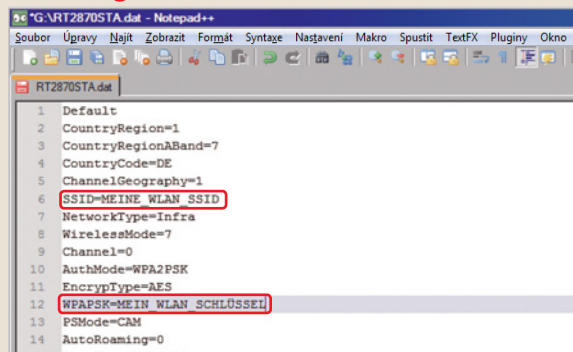 *G:\RT2870STA.dat - Notepad++
Soubor Úpravy Najít Zobrazit Formát Syntaxe Nastavení Makro Spustit TextFX Pluginy Okno
RT2870STA.dat
1 Default
2 CountryRegion=1
3 CountryRegionABand=7
4 CountryCode=DE
5 ChannelGeography=1
6 SSID=MEINE_WLAN_SSID
7 NetworkType=Infra
8 WirelessMode=7
9 Channel=0
10 AuthMode=WPA2PSK
11 EncrypType=AES
12 WPAPSK=MEIN_WLAN_SCHLÜSSEL
13 PSMode=CAM
14 AutoRoaming=0